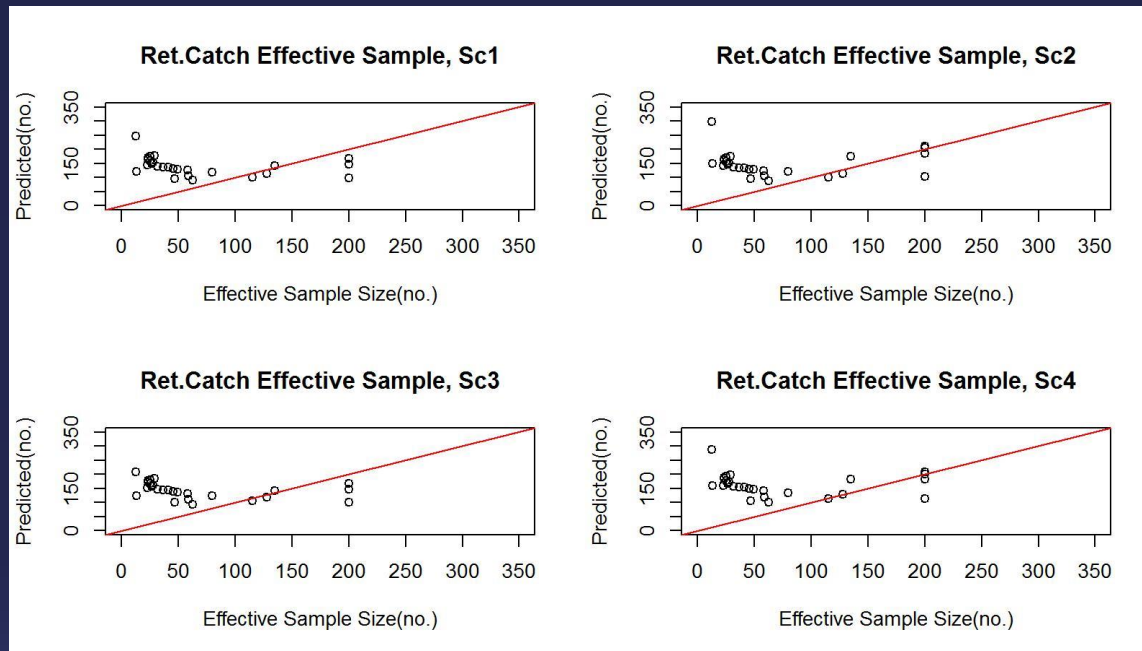 Ret.Catch Effective Sample, Sc1
Predicted(no.)
350
150
0
0 50 100 150 200 250 300 350
Effective Sample Size(no.)
Ret.Catch Effective Sample, Sc2
Predicted(no.)
350
150
0
0 50 100 150 200 250 300 350
Effective Sample Size(no.)
Ret.Catch Effective Sample, Sc3
Predicted(no.)
350
150
0
0 50 100 150 200 250 300 350
Effective Sample Size(no.)
Ret.Catch Effective Sample, Sc4
Predicted(no.)
350
150
0
0 50 100 150 200 250 300 350
Effective Sample Size(no.)